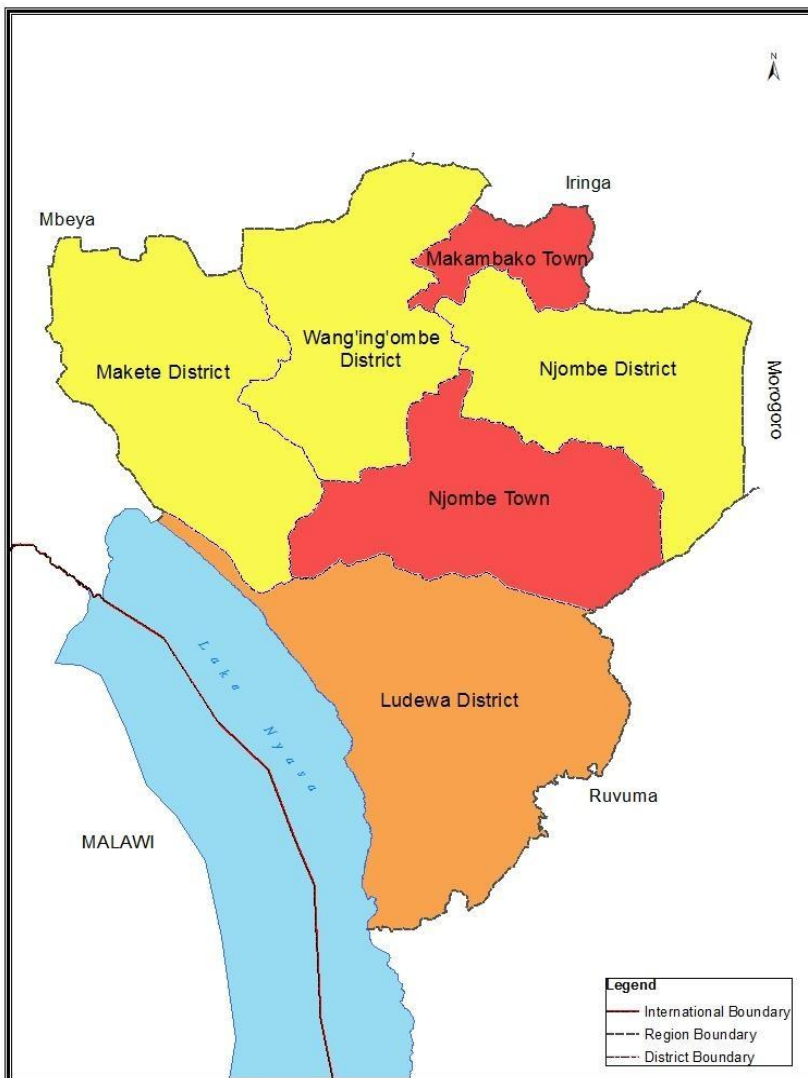 N
Iringa
Mbeya
Makambako Town
Wang'ing'ombe
District
Makete District
Njombe District
Morogoro
Njombe Town
Lake Nyasa
Ludewa District
Ruvuma
MALAWI
Legend
International Boundary
Region Boundary
District Boundary